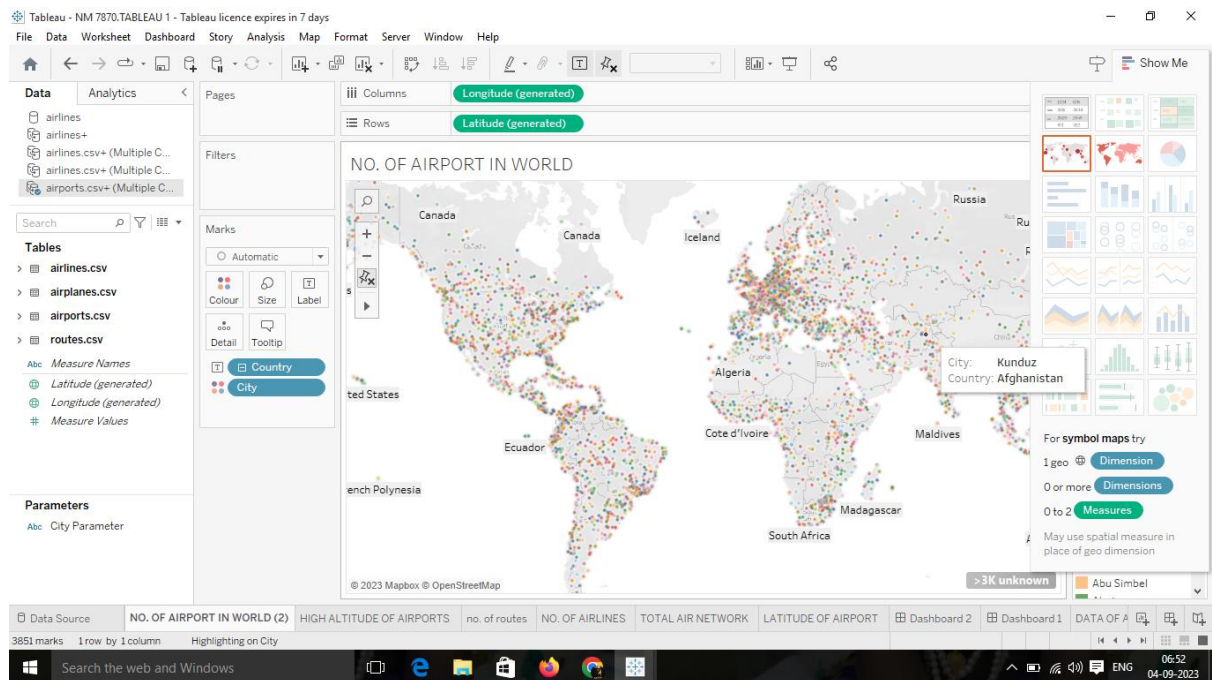 Tableau - NM 7870.TABLEAU 1 - Tableau licence expires in 7 days
File Data Worksheet Dashboard Story Analysis Map Format Server Window Help
Show Me
Data Analytics
Pages
iii Columns
Longitude (generated)
Rows
Latitude (generated)
airlines
airlines+
airlines.csv+ (Multiple C...
airlines.csv+ (Multiple C...
airports.csv+ (Multiple C...
Search
Tables
airlines.csv
airplanes.csv
airports.csv
routes.csv
Abc Measure Names
Latitude (generated)
Longitude (generated)
# Measure Values
Parameters
Abc City Parameter
Filters
Marks
Automatic
Colour Size Label
Detail Tooltip
Country
City
NO. OF AIRPORT IN WORLD
Canada
Canada
Iceland
Russia
Ru
s
Algeria
ted States
Cote d'Ivoire
Maldives
Ecuador
ench Polynesia
Madagascar
South Africa
City: Kunduz
Country: Afghanistan
© 2023 Mapbox © OpenStreetMap
>3K unknown
For symbol maps try
1 geo Dimension
0 or more Dimensions
0 to 2 Measures
May use spatial measure in
place of geo dimension
Abu Simbel
Data Source NO. OF AIRPORT IN WORLD (2) HIGH ALTITUDE OF AIRPORTS no. of routes NO. OF AIRLINES TOTAL AIR NETWORK LATITUDE OF AIRPORT Dashboard 2 Dashboard 1 DATA OF A
3851 marks 1 row by 1 column Highlighting on City
Search the web and Windows
ENG
06:52
04-09-2023